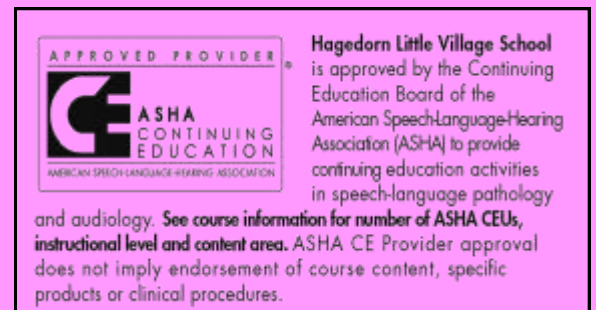 APPROVED PROVIDER
CE
ASHA
CONTINUING
EDUCATION
AMERICAN SPEECH-LANGUAGE-HEARING ASSOCIATION
®
Hagedorn Little Village School
is approved by the Continuing
Education Board of the
American Speech-Language-Hearing
Association (ASHA) to provide
continuing education activities
in speech-language pathology
and audiology. See course information for number of ASHA CEUs,
instructional level and content area. ASHA CE Provider approval
does not imply endorsement of course content, specific
products or clinical procedures.